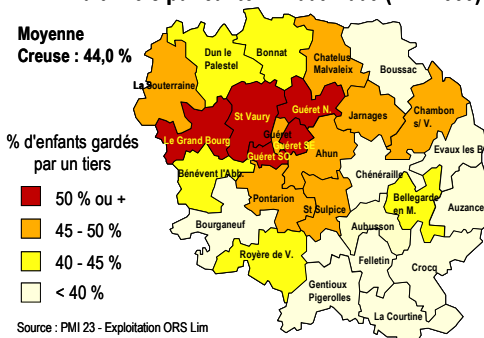 Moyenne
Creuse : 44,0 %
% d'enfants gardés
par un tiers
50 % ou +
45 - 50 %
40 - 45 %
< 40 %
Source : PMI 23 - Exploitation ORS Lim
Dun le
Palestel
Bonnat
Chatelus
Malvaleix
Boussac
La Souterraine
St Vaury
Guéret N.
Jarnages
Chambon
s/ V.
Le Grand Bourg
Guéret
Guéret SE
Guéret SO
Ahun
Evaux les B
Bénévent l'Abb.
Chénéraille
Bellegarde
en M.
Auzance
Pontarion
St Sulpice
Bourganeuf
Aubusson
Royère de V.
Felletin
Crocq
Gentioux
Pigerolles
La Courtine